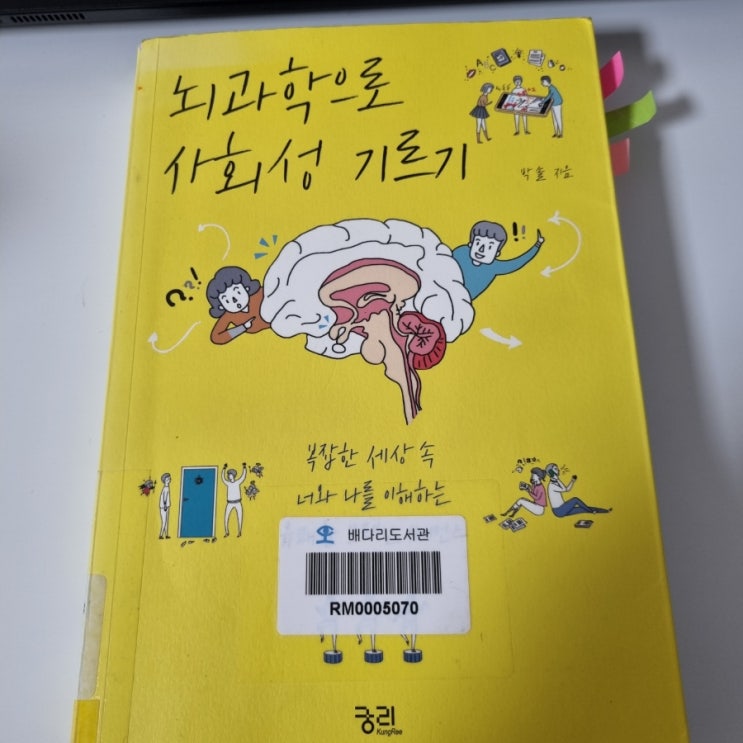 뇌과학으로
사회성 기르기
박솔 지음
복잡한 세상 속
너와 나를 이해하는
배다리도서관
RM0005070
궁리
KungRee